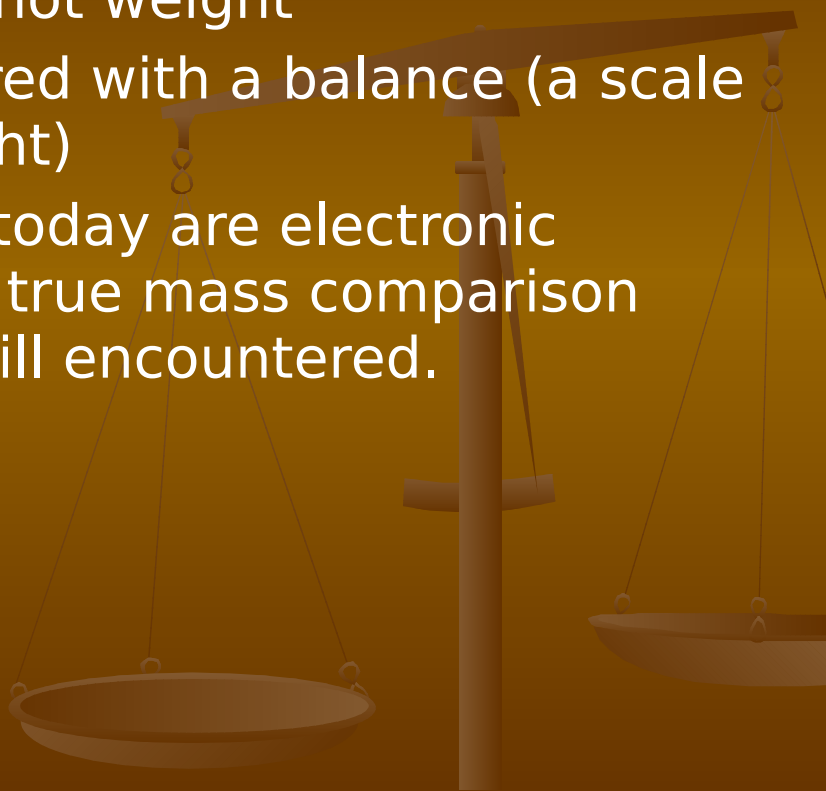 not weight
red with a balance (a scale
ht)
today are electronic
true mass comparison
ill encountered.